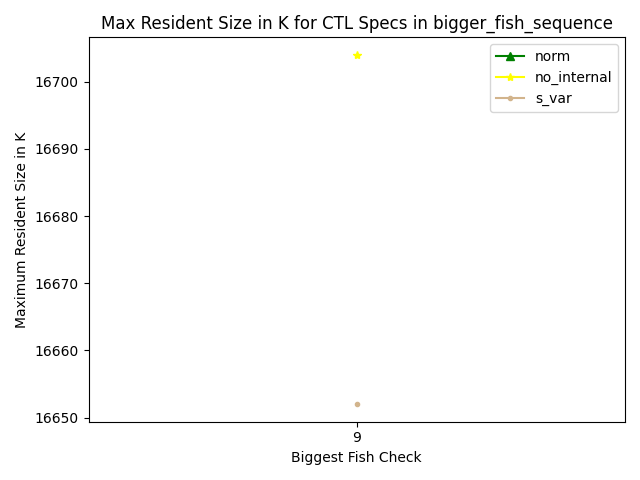 Max Resident Size in K for CTL Specs in bigger_fish_sequence
norm
no_internal
s_var
16700
16690
16680
16670
16660
16650
Maximum Resident Size in K
9
Biggest Fish Check